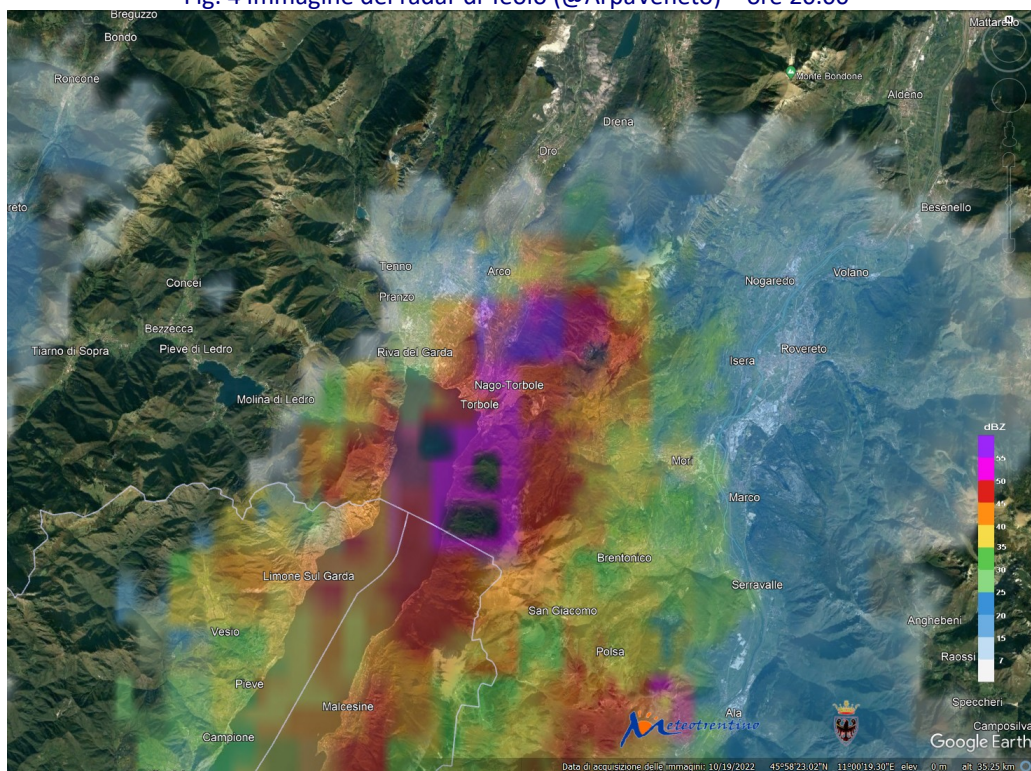 Fig. 4 Immagine del radar di Teolo (@ArpaVeneto) – ore 20.00
Breguzzo
Bondo
Roncone
Mattarello
Monte Bondone
Aldeno
Drena
Dro
Besenello
reto
Tenno
Arco
Concei
Pranzo
Nogaredo
Volano
Bezzecca
Tiarno di Sopra
Pieve di Ledro
Riva del Garda
Isera
Rovereto
Molina di Ledro
Nago-Torbole
Torbole
dBZ
55
50
45
40
35
30
25
20
15
7
Mori
Marco
Brentonico
Limone Sul Garda
Serravalle
San Giacomo
Anghebeni
Vesio
Polsa
Raossi
Pieve
Malcesine
Speccheri
Ala
Meteotrentino
Camposilva
Campione
Google Earth
Data di acquisizione delle immagini: 10/19/2022 45°58'23.02"N 11°00'19.30"E elev 0 m alt 35.25 km